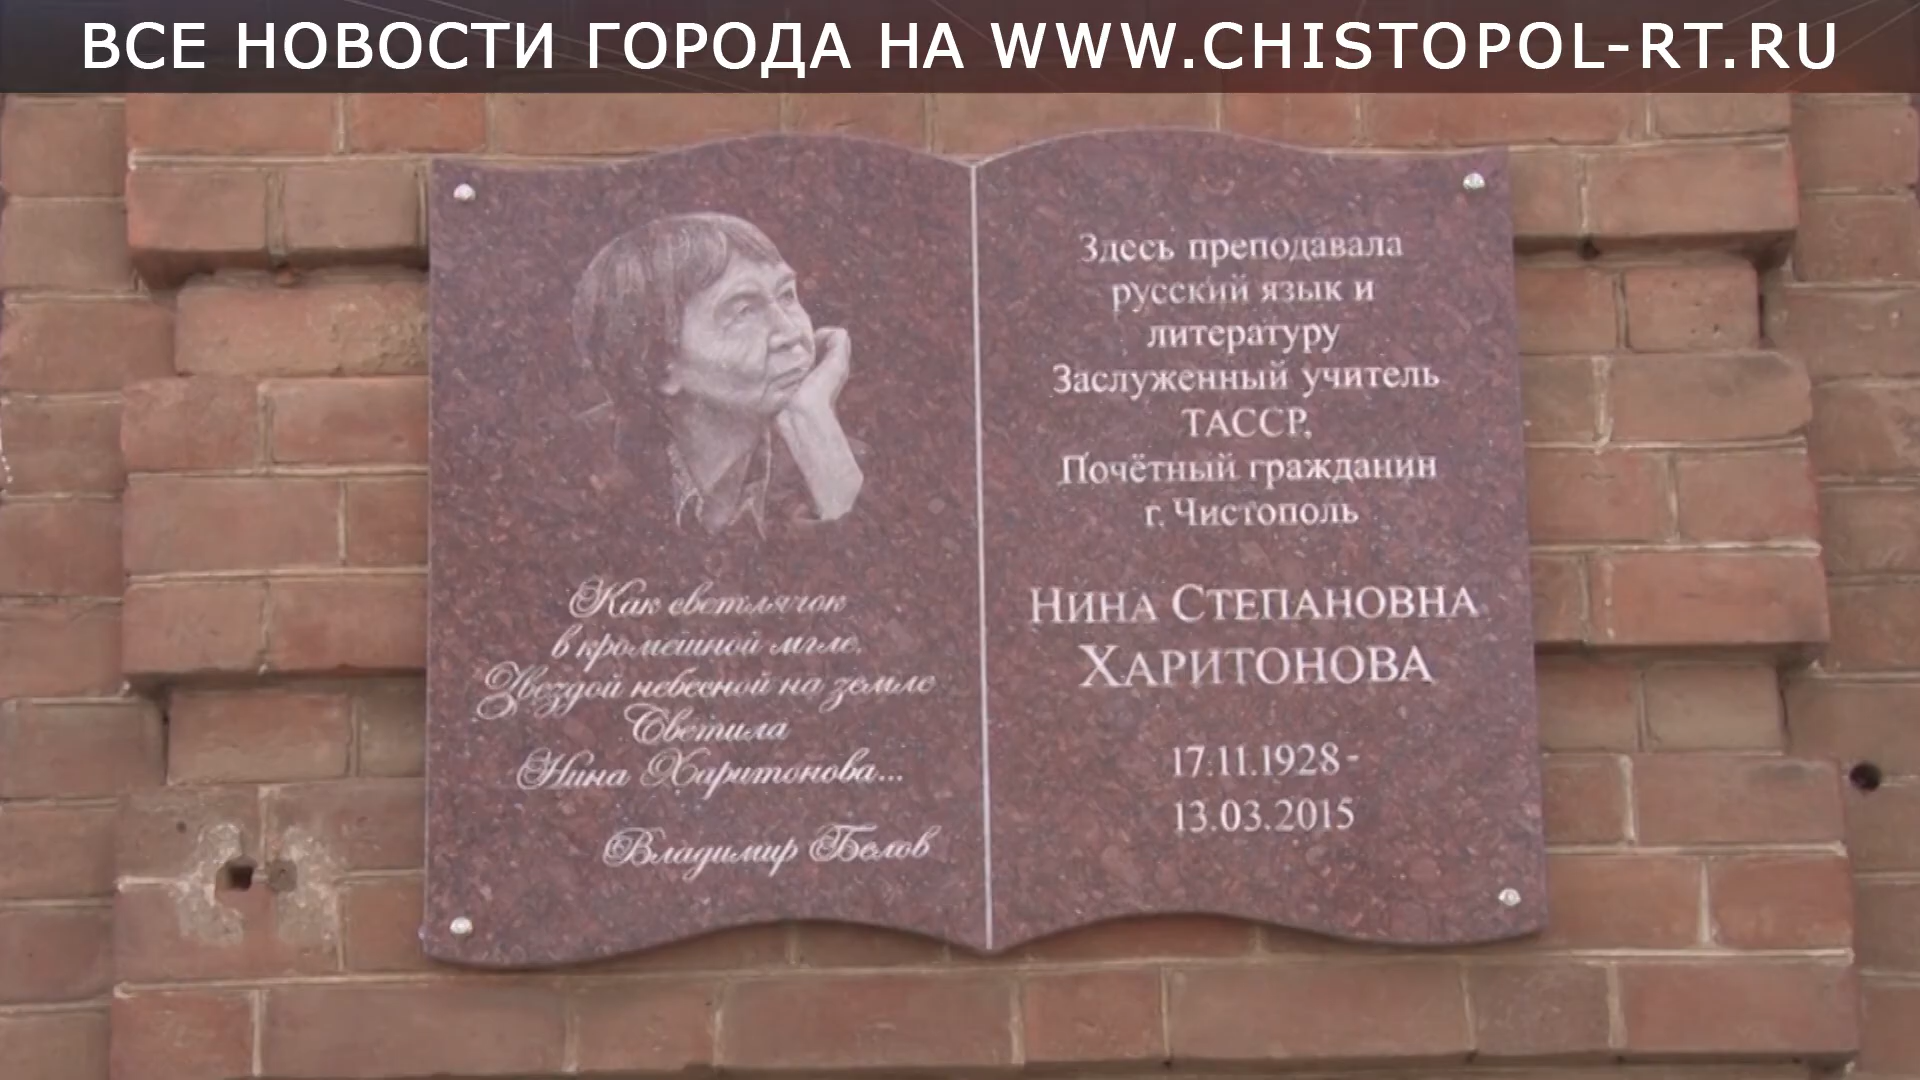 ВСЕ НОВОСТИ ГОРОДА НА WWW.CHISTOPOL-RT.RU
Как светлячок
в кромешной мгле,
Звездой небесной на земле
Светила
Нина Харитонова...
Владимир Белов
Здесь преподавала
русский язык и
литературу
Заслуженный учитель
ТАССР,
Почётный гражданин
г. Чистополь
НИНА СТЕПАНОВНА
ХАРИТОНОВА
17.11.1928-
13.03.2015